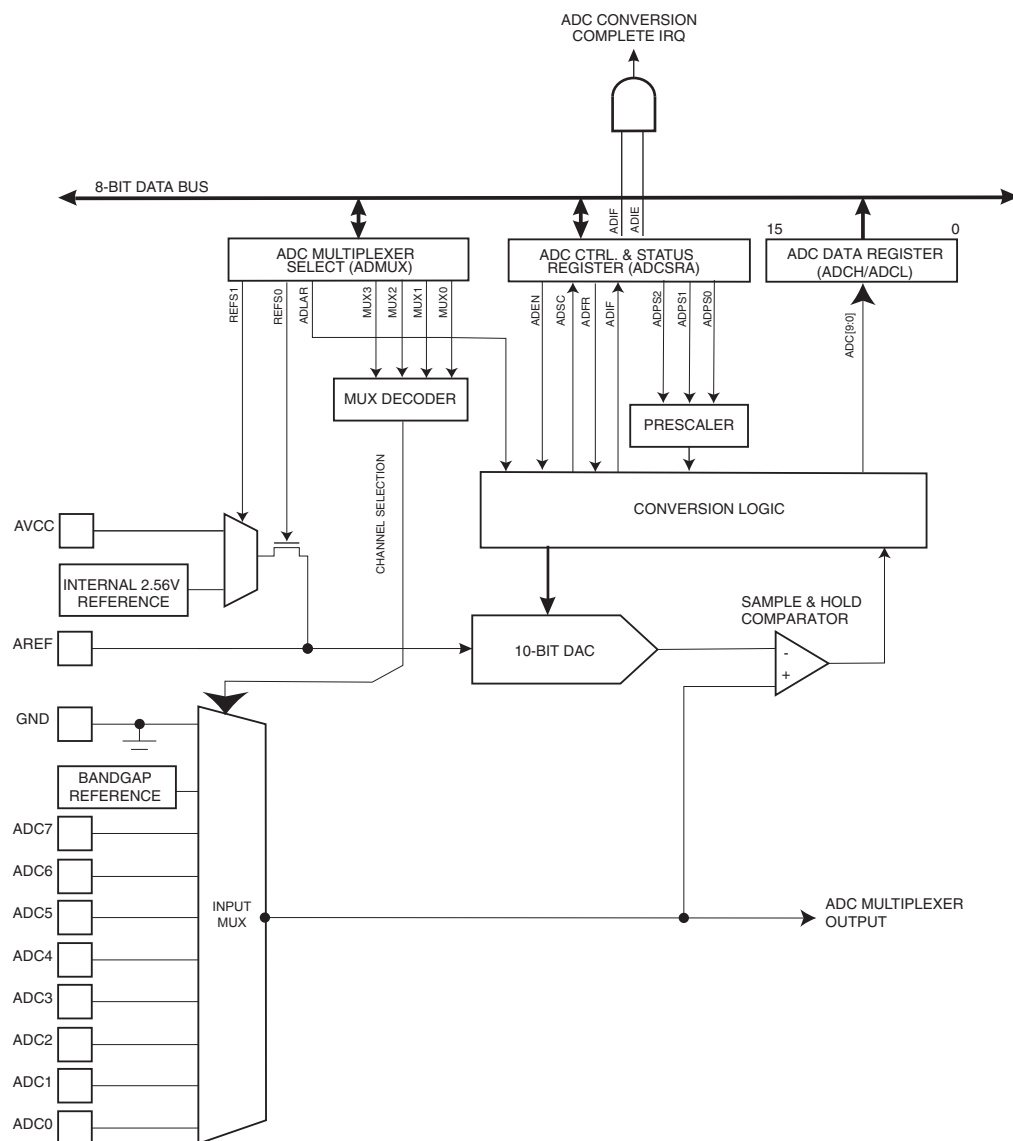 ADC CONVERSION
COMPLETE IRQ
8-BIT DATA BUS
ADIF
ADIE
15
0
ADC MULTIPLEXER
SELECT (ADMUX)
ADC CTRL. & STATUS
REGISTER (ADCSRA)
ADC DATA REGISTER
(ADCH/ADCL)
REFS1
REFS0
ADLAR
MUX3
MUX2
MUX1
MUX0
ADEN
ADSC
ADFR
ADIF
ADPS2
ADPS1
ADPS0
ADC[9:0]
MUX DECODER
PRESCALER
CHANNEL SELECTION
CONVERSION LOGIC
AVCC
INTERNAL 2.56V
REFERENCE
SAMPLE & HOLD
COMPARATOR
AREF
10-BIT DAC
-
+
GND
BANDGAP
REFERENCE
ADC7
ADC6
ADC5
INPUT
MUX
ADC MULTIPLEXER
OUTPUT
ADC4
ADC3
ADC2
ADC1
ADC0